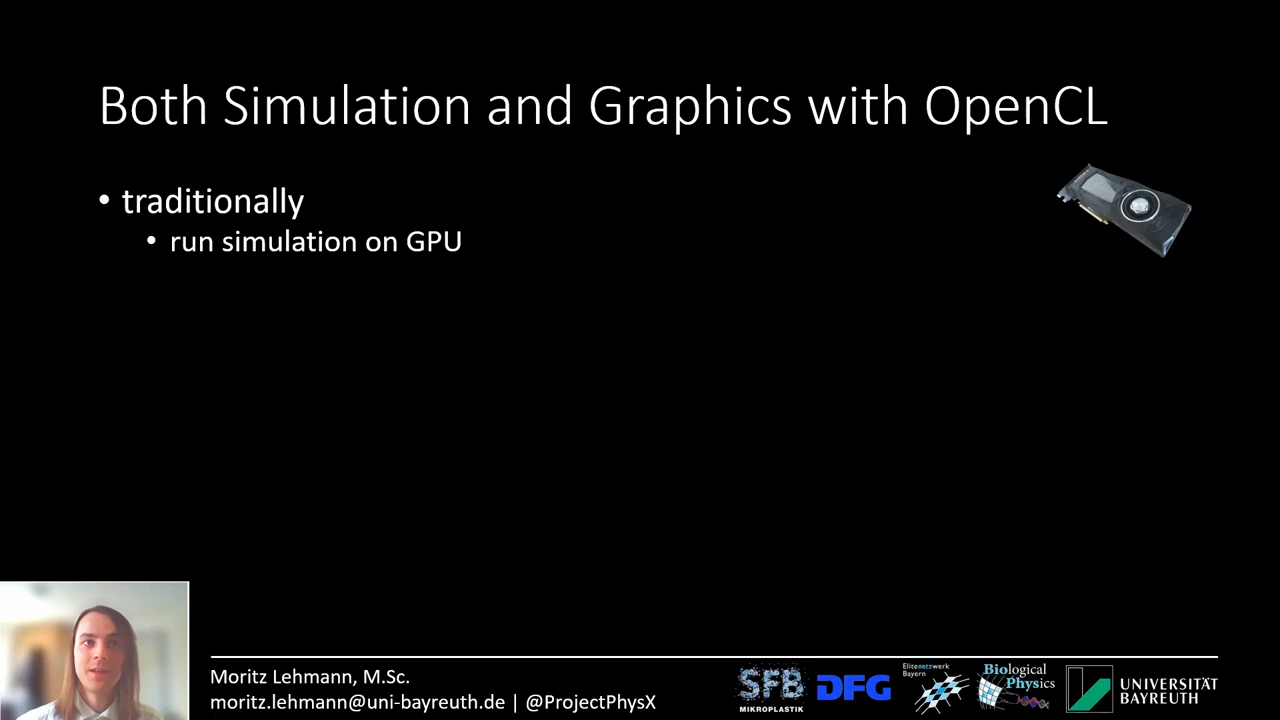 Both Simulation and Graphics with OpenCL
• traditionally
• run simulation on GPU
Moritz Lehmann, M.Sc.
moritz.lehmann@uni-bayreuth.de | @ProjectPhysX
SFB
MIKROPLASTIK
DFG
Elitenetzwerk
Bayern
Biological
Physics
UNIVERSITÄT
BAYREUTH